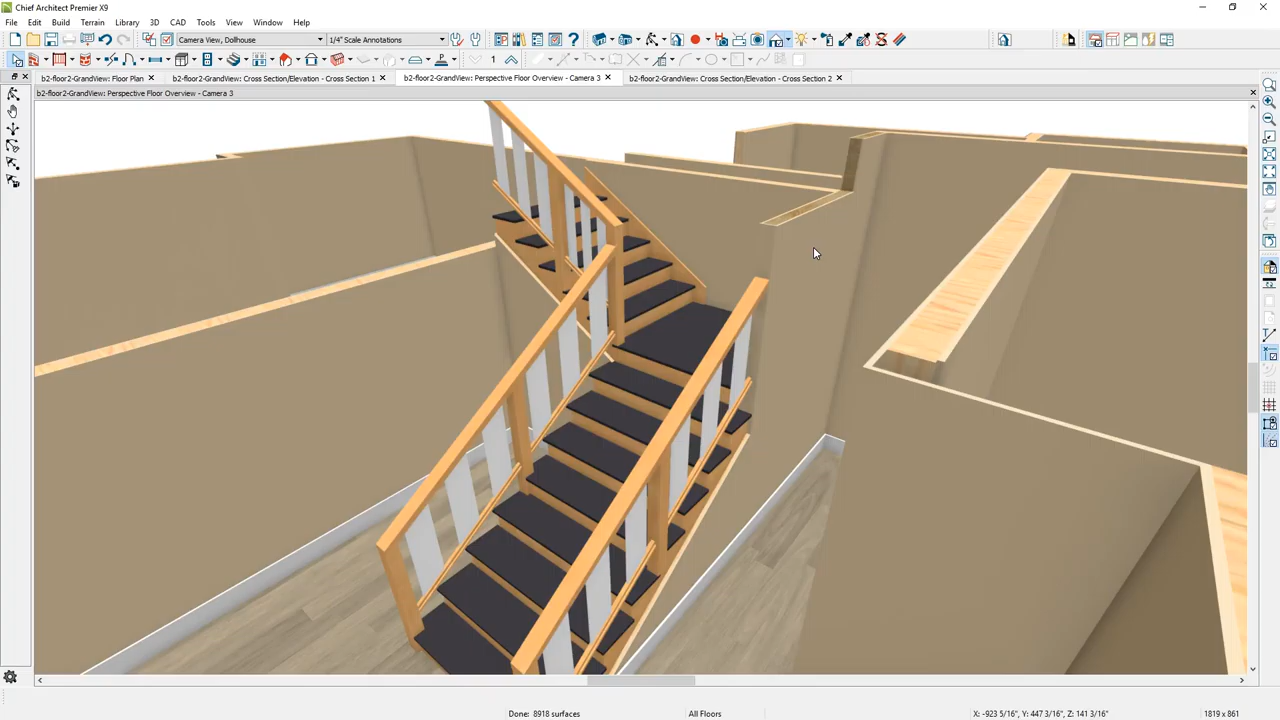 Chief Architect Premier X9
File Edit Build Terrain Library 3D CAD Tools View Window Help
Camera View, Dollhouse 1/4" Scale Annotations
1
b2-floor2-GrandView: Floor Plan b2-floor2-GrandView: Cross Section/Elevation - Cross Section 1 b2-floor2-GrandView: Perspective Floor Overview - Camera 3 b2-floor2-GrandView: Cross Section/Elevation - Cross Section 2
b2-floor2-GrandView: Perspective Floor Overview - Camera 3
Done: 8918 surfaces All Floors X: -923 5/16", Y: 447 3/16", Z: 141 3/16" 1819 x 861